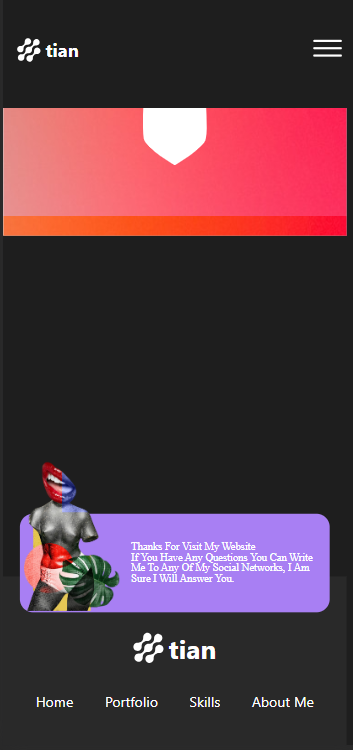 tian
Thanks For Visit My Website
If You Have Any Questions You Can Write
Me To Any Of My Social Networks, I Am
Sure I Will Answer You.
tian
Home Portfolio Skills About Me